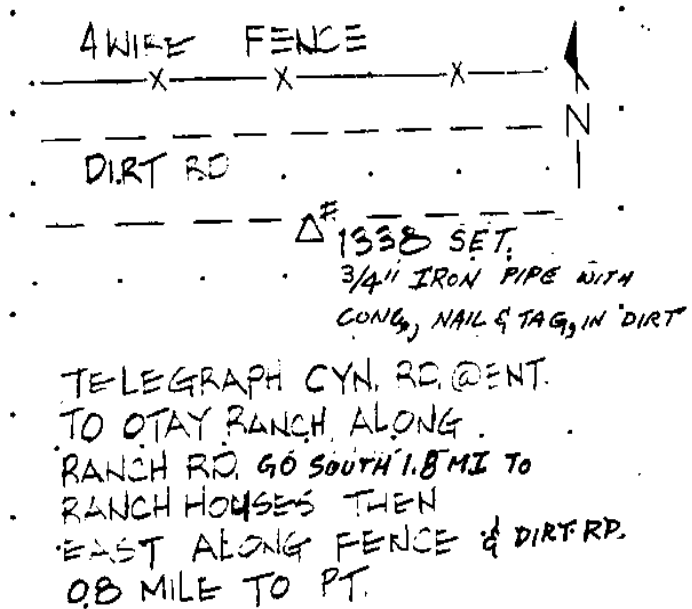 4 WIRE FENCE
N
DIRT RD
# 1338 SET.
3/4" IRON PIPE WITH
CONC, NAIL & TAG, IN DIRT
TELEGRAPH CYN. RD. @ ENT.
TO OTAY RANCH, ALONG
RANCH RD. GO SOUTH 1.8 MI TO
RANCH HOUSES THEN
EAST ALONG FENCE & DIRT RD.
0.8 MILE TO PT.